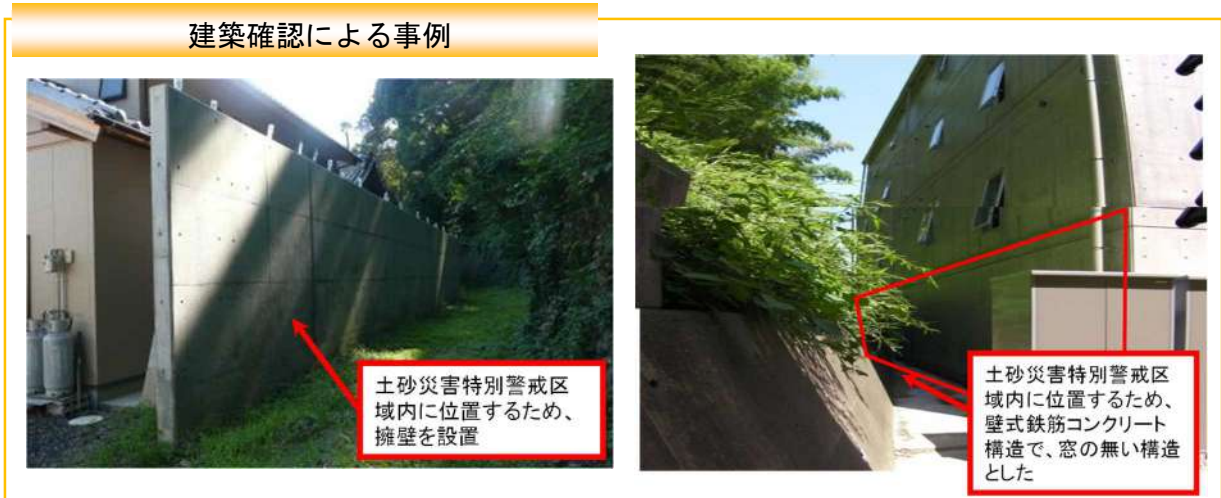 建築確認による事例
土砂災害特別警戒区
域内に位置するため、
擁壁を設置
土砂災害特別警戒区
域内に位置するため、
壁式鉄筋コンクリート
構造で、窓の無い構造
とした